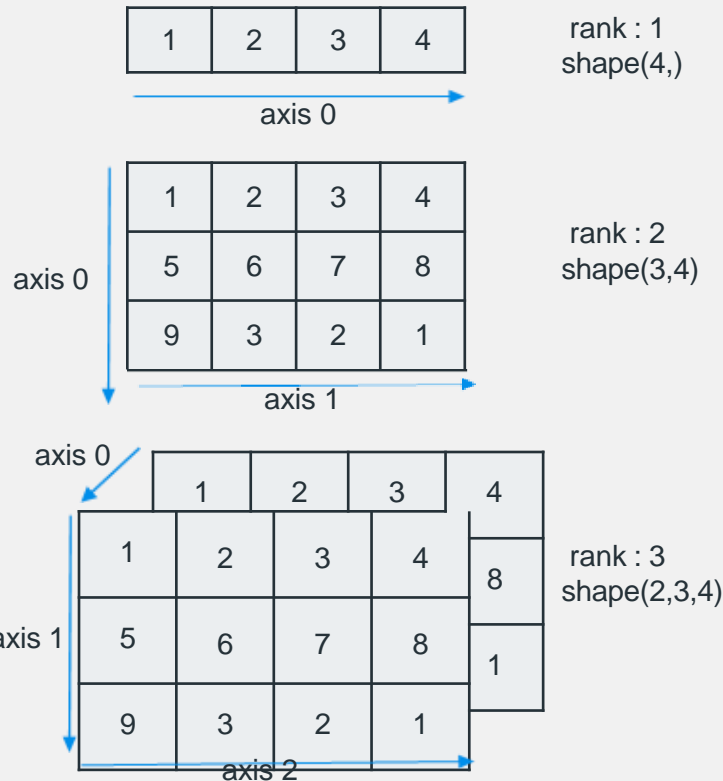 1 2 3 4
rank : 1
shape(4,)
axis 0
1 2 3 4
5 6 7 8
9 3 2 1
axis 0
rank : 2
shape(3,4)
axis 1
axis 0
1 2 3 4
1 2 3 4
8
5 6 7 8
1
9 3 2 1
axis 1
rank : 3
shape(2,3,4)
axis 2